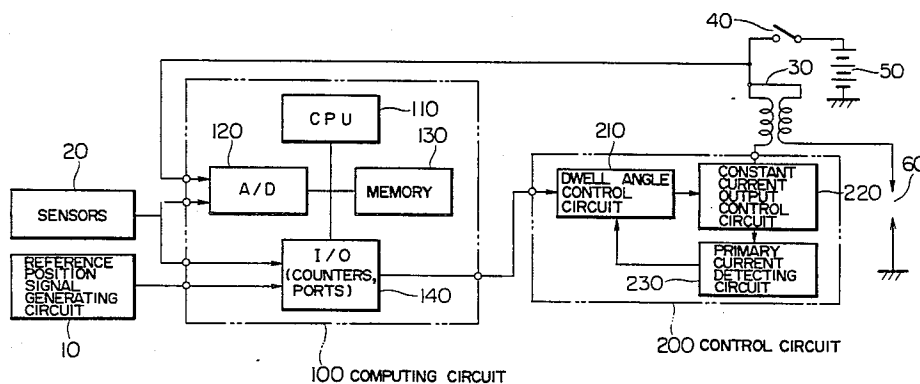 40
30
50
CPU
110
120
130
210
20
A/D
MEMORY
DWELL ANGLE
CONTROL
CIRCUIT
CONSTANT
CURRENT
OUTPUT
CONTROL
CIRCUIT
220
60
SENSORS
REFERENCE
POSITION
SIGNAL
GENERATING
CIRCUIT
10
I/O
(COUNTERS,
PORTS)
140
PRIMARY
CURRENT
DETECTING
CIRCUIT
230
100 COMPUTING CIRCUIT
200 CONTROL CIRCUIT